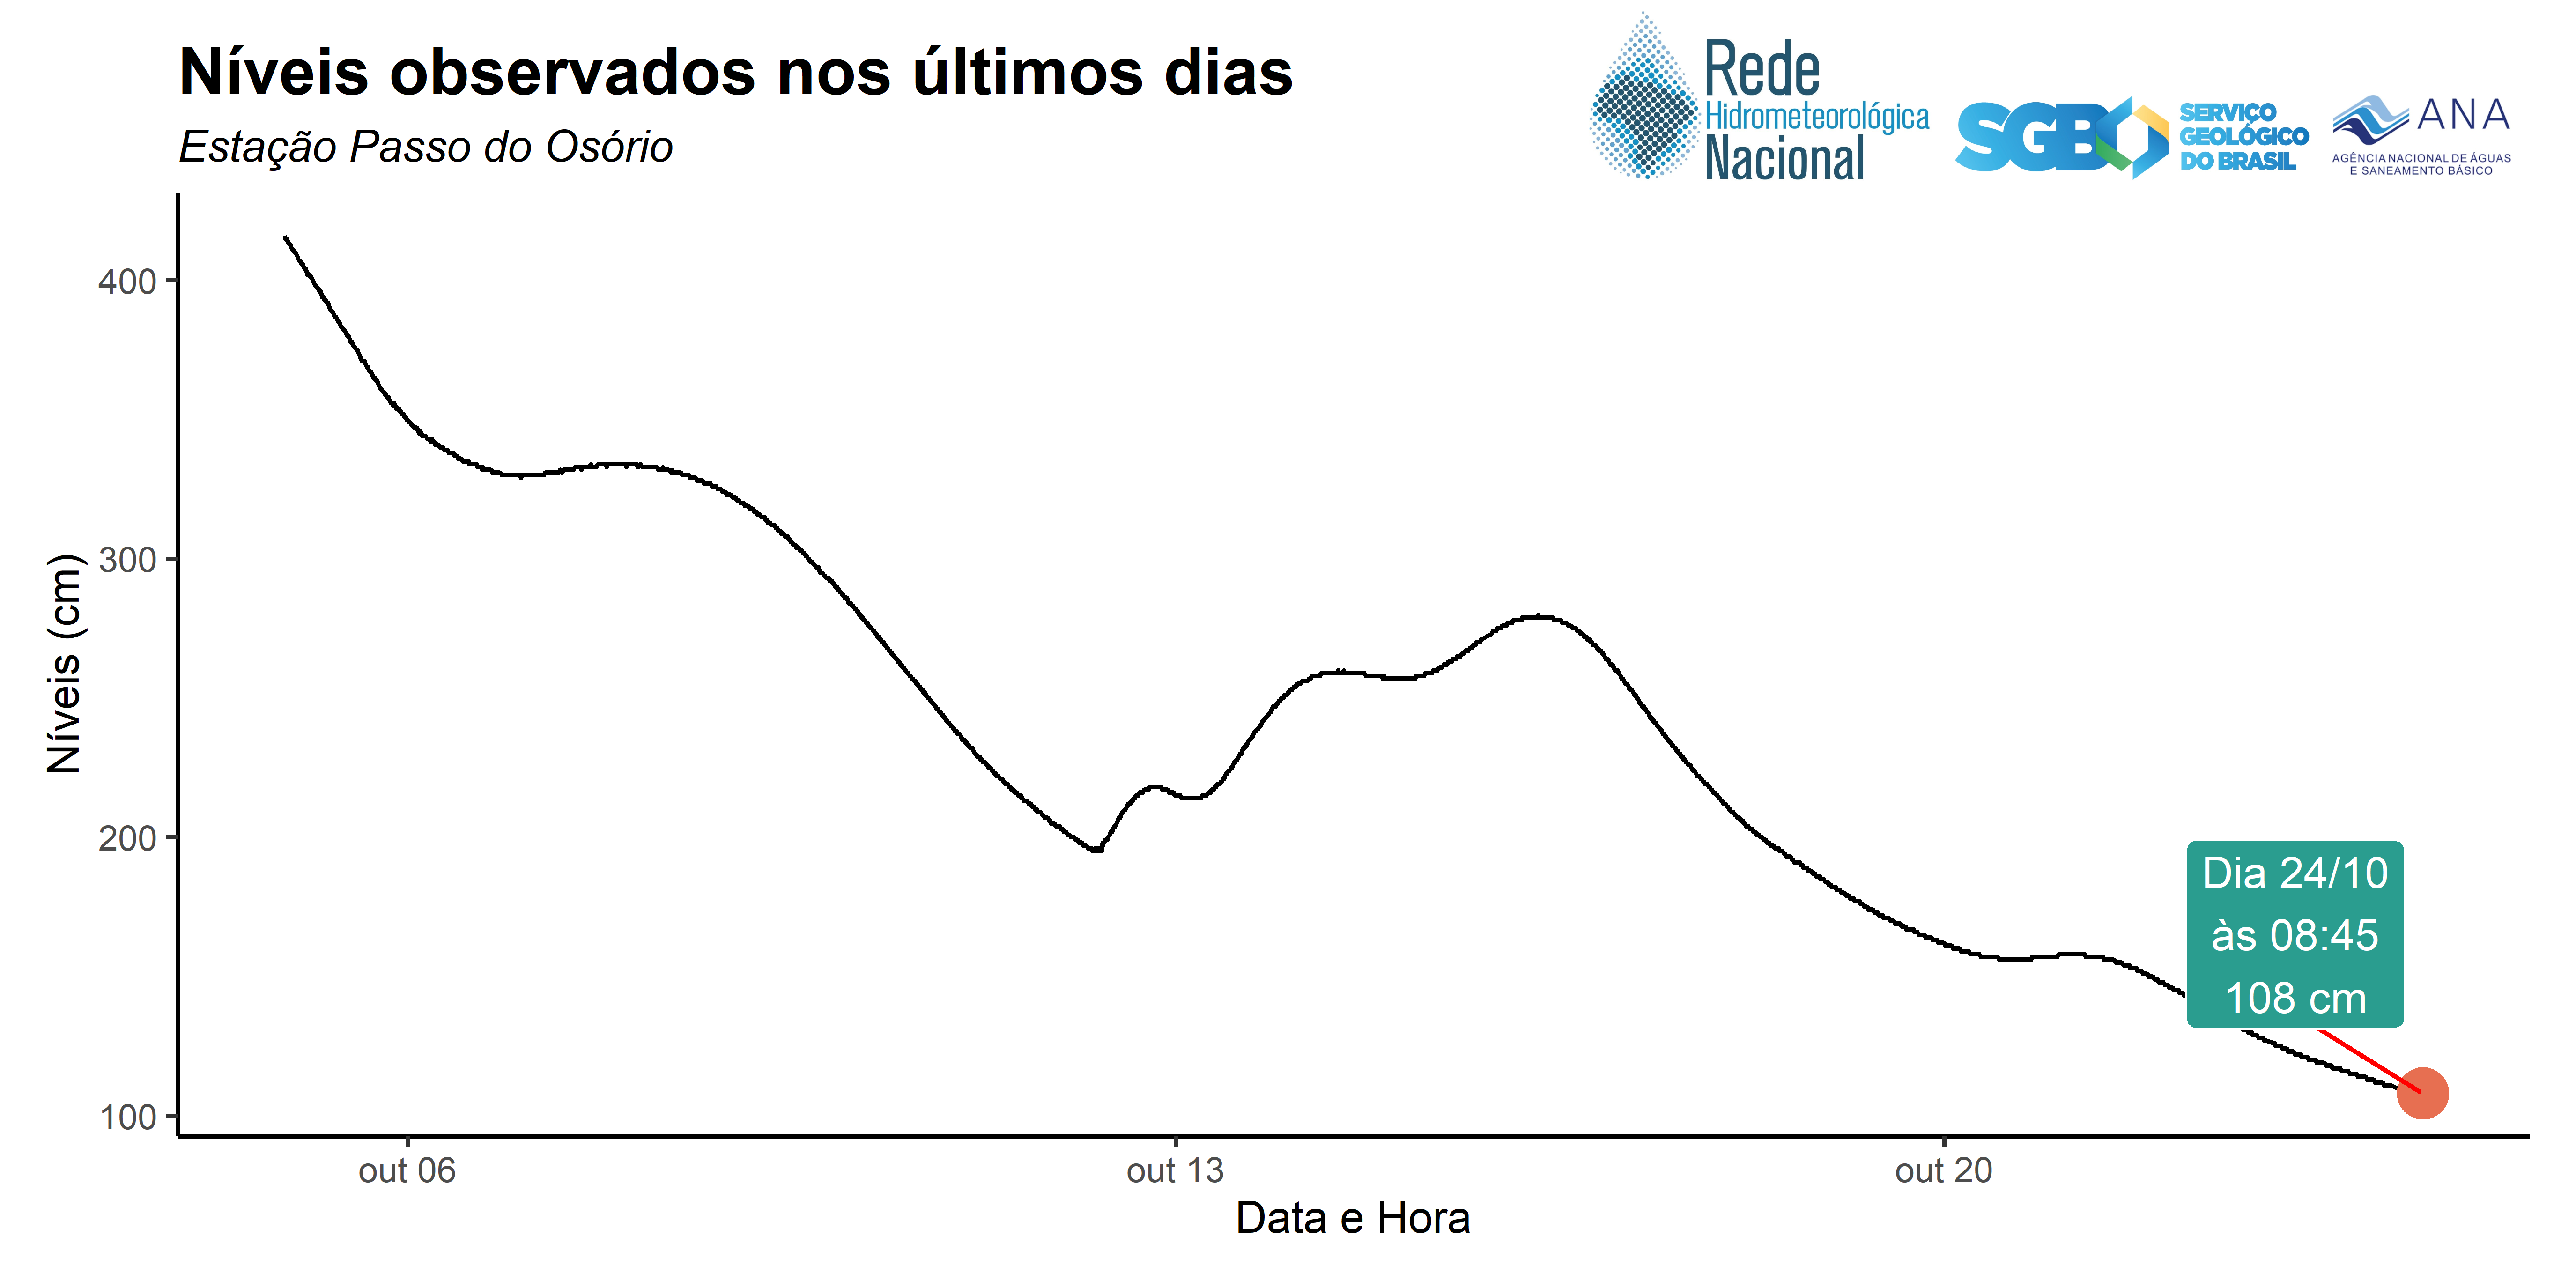 Níveis observados nos últimos dias
Estação Passo do Osório
Rede
Hidrometeorológica
Nacional
SGB
SERVIÇO
GEOLÓGICO
DO BRASIL
ANA
AGÊNCIA NACIONAL DE ÁGUAS
E SANEAMENTO BÁSICO
Níveis (cm)
400
300
200
100
Dia 24/10
às 08:45
108 cm
out 06
out 13
out 20
Data e Hora